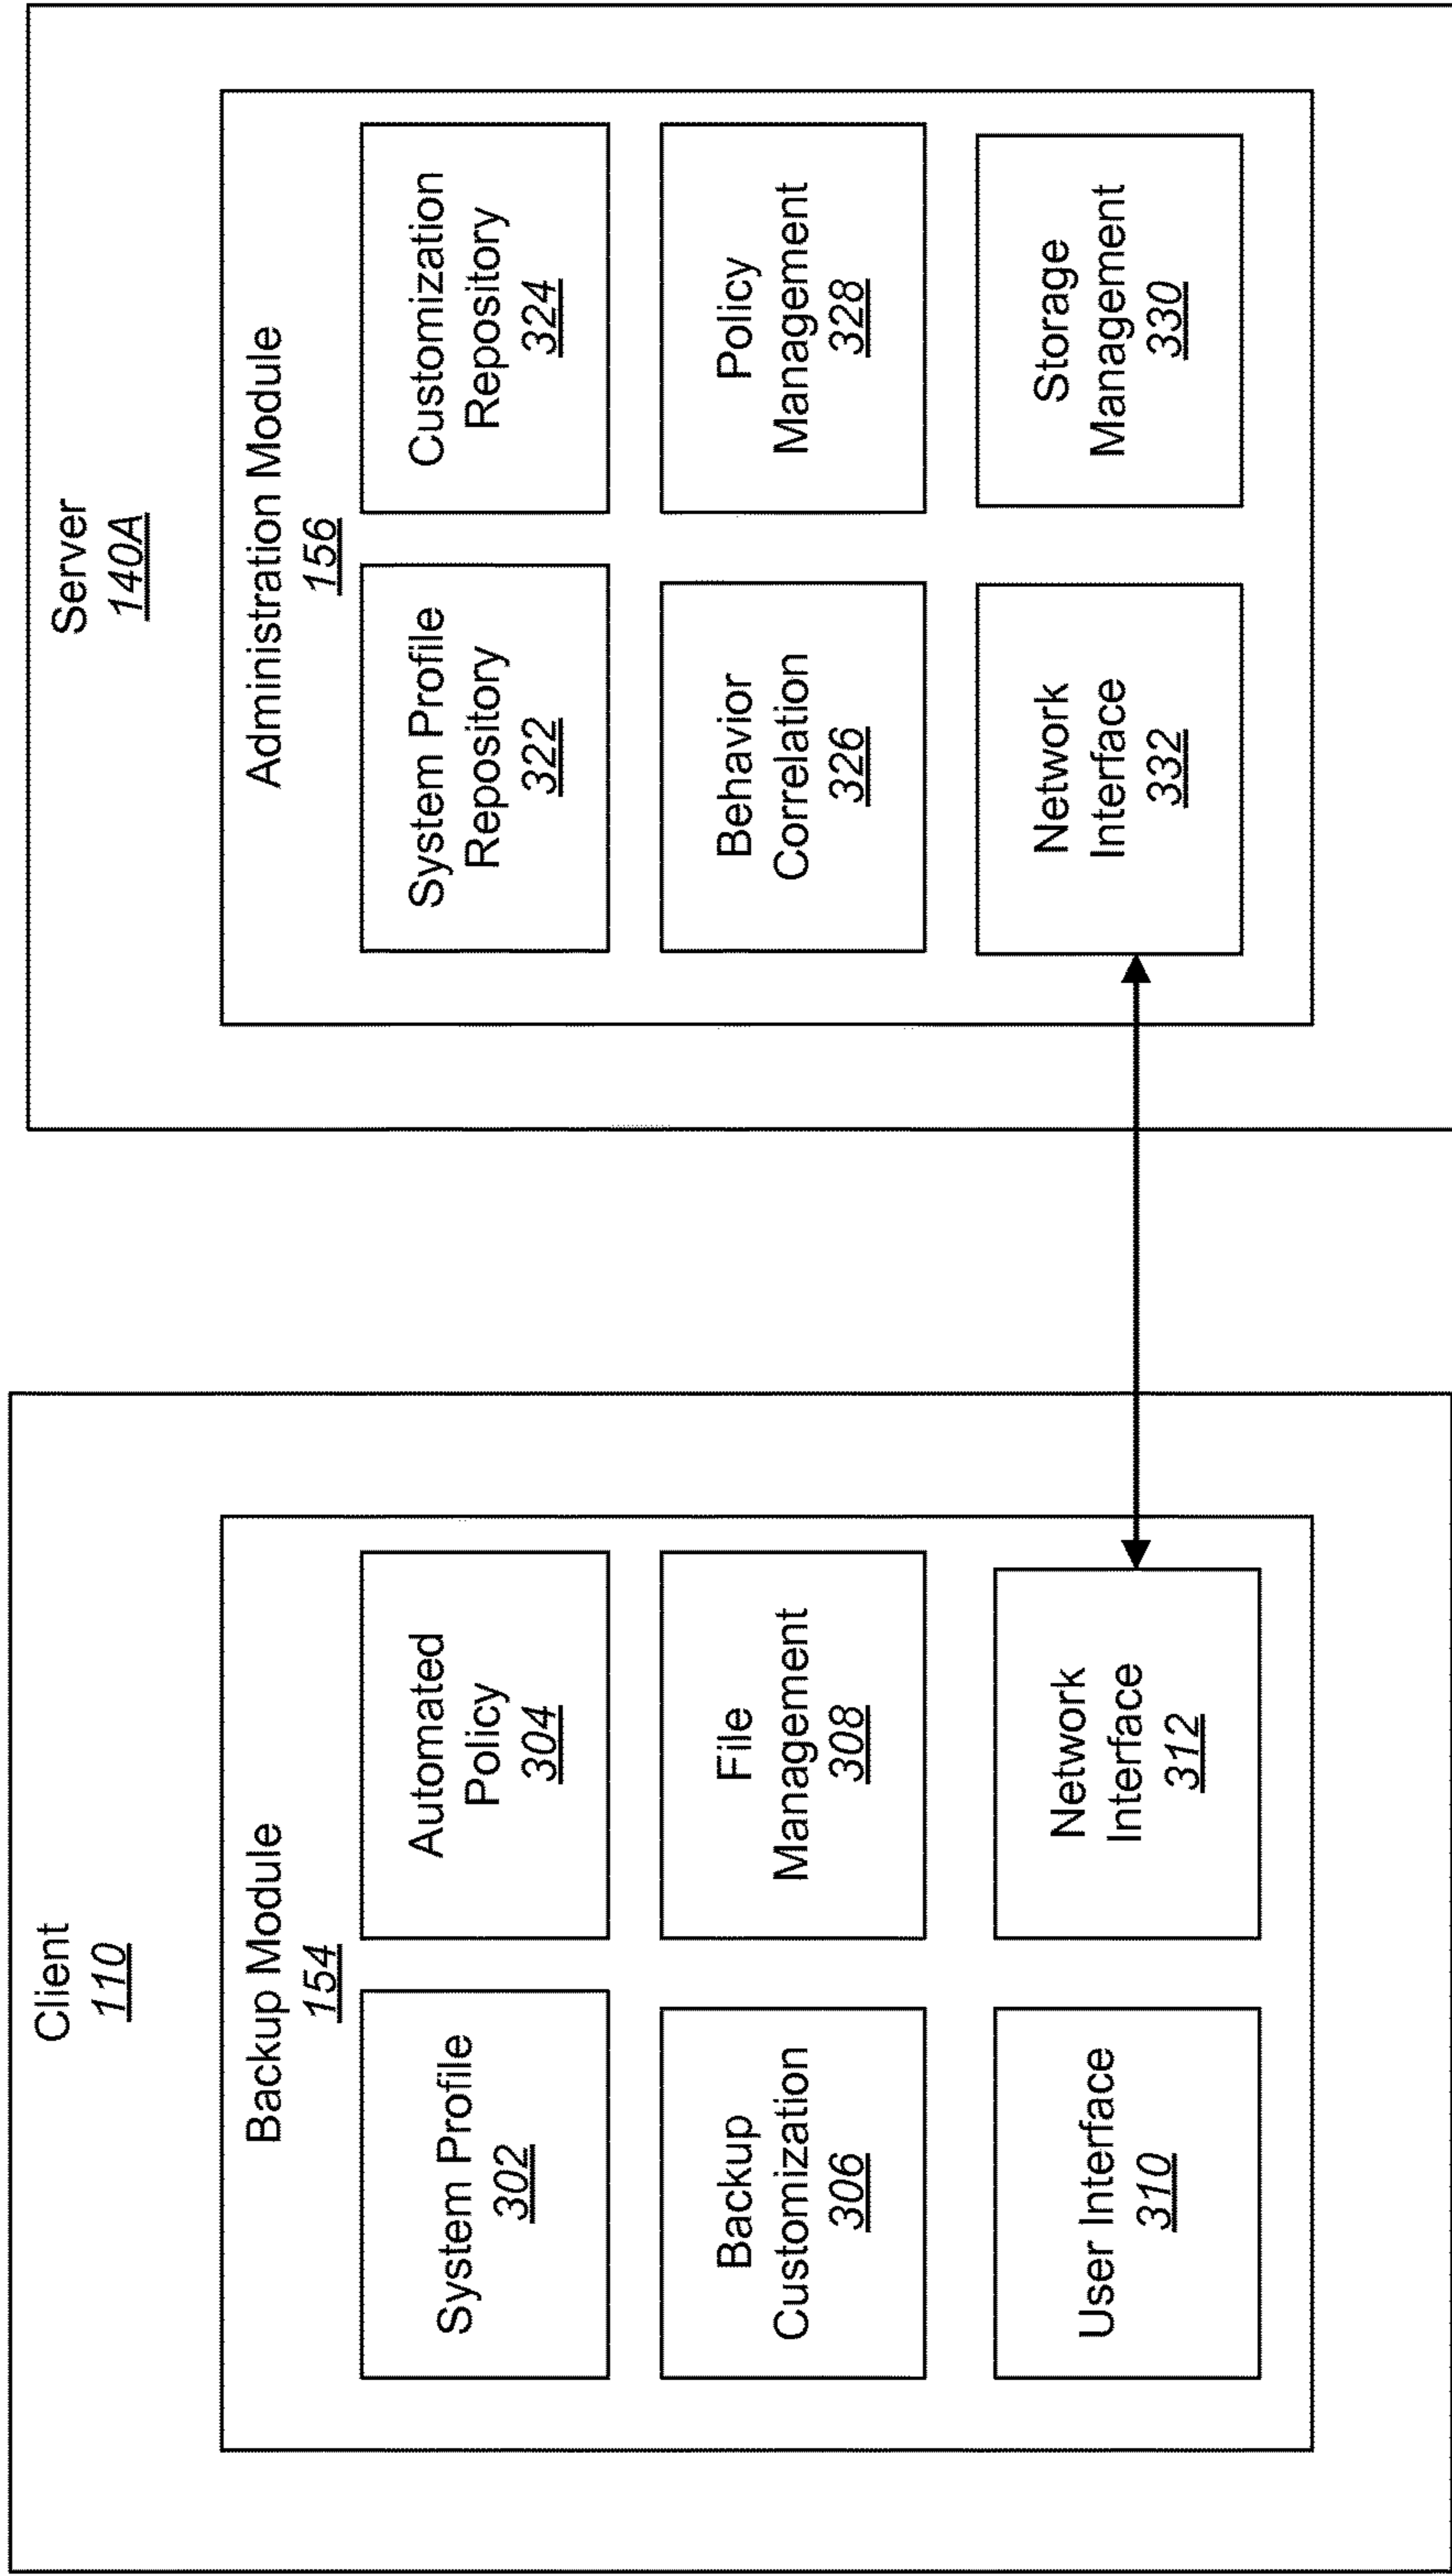 Client
110
Backup Module
154
System Profile
302
Automated
Policy
304
Backup
Customization
306
File
Management
308
User Interface
310
Network
Interface
312
Server
140A
Administration Module
156
System Profile
Repository
322
Customization
Repository
324
Behavior
Correlation
326
Policy
Management
328
Network
Interface
332
Storage
Management
330